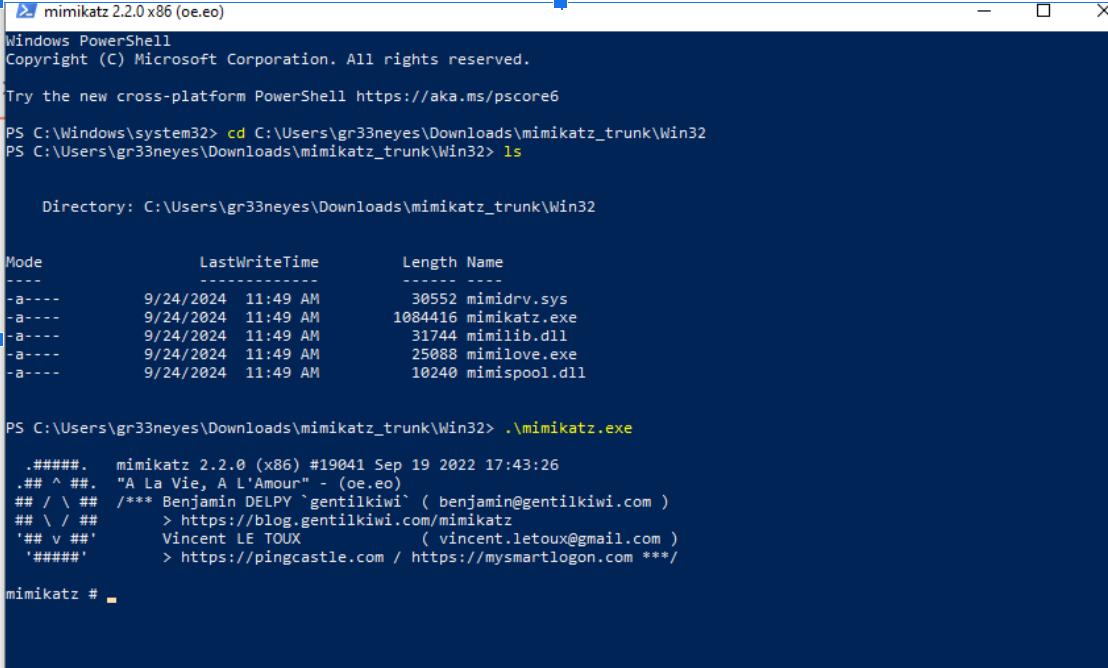 mimikatz 2.2.0 x86 (oe.eo)
Windows PowerShell
Copyright (C) Microsoft Corporation. All rights reserved.
Try the new cross-platform PowerShell https://aka.ms/pscore6
PS C:\Windows\system32> cd C:\Users\gr33neyes\Downloads\mimikatz_trunk\Win32
PS C:\Users\gr33neyes\Downloads\mimikatz_trunk\Win32> ls
Directory: C:\Users\gr33neyes\Downloads\mimikatz_trunk\Win32
Mode                 LastWriteTime         Length Name
----                 -------------         ------ ----
-a----         9/24/2024  11:49 AM          30552 mimidrv.sys
-a----         9/24/2024  11:49 AM        1084416 mimikatz.exe
-a----         9/24/2024  11:49 AM          31744 mimilib.dll
-a----         9/24/2024  11:49 AM          25088 mimilove.exe
-a----         9/24/2024  11:49 AM          10240 mimispool.dll
PS C:\Users\gr33neyes\Downloads\mimikatz_trunk\Win32> .\mimikatz.exe
  .#####.   mimikatz 2.2.0 (x86) #19041 Sep 19 2022 17:43:26
 .## ^ ##.  "A La Vie, A L'Amour" - (oe.eo)
 ## / \ ##  /*** Benjamin DELPY `gentilkiwi` ( benjamin@gentilkiwi.com )
 ## \ / ##       > https://blog.gentilkiwi.com/mimikatz
 '## v ##'       Vincent LE TOUX             ( vincent.letoux@gmail.com )
  '#####'        > https://pingcastle.com / https://mysmartlogon.com ***/
mimikatz #